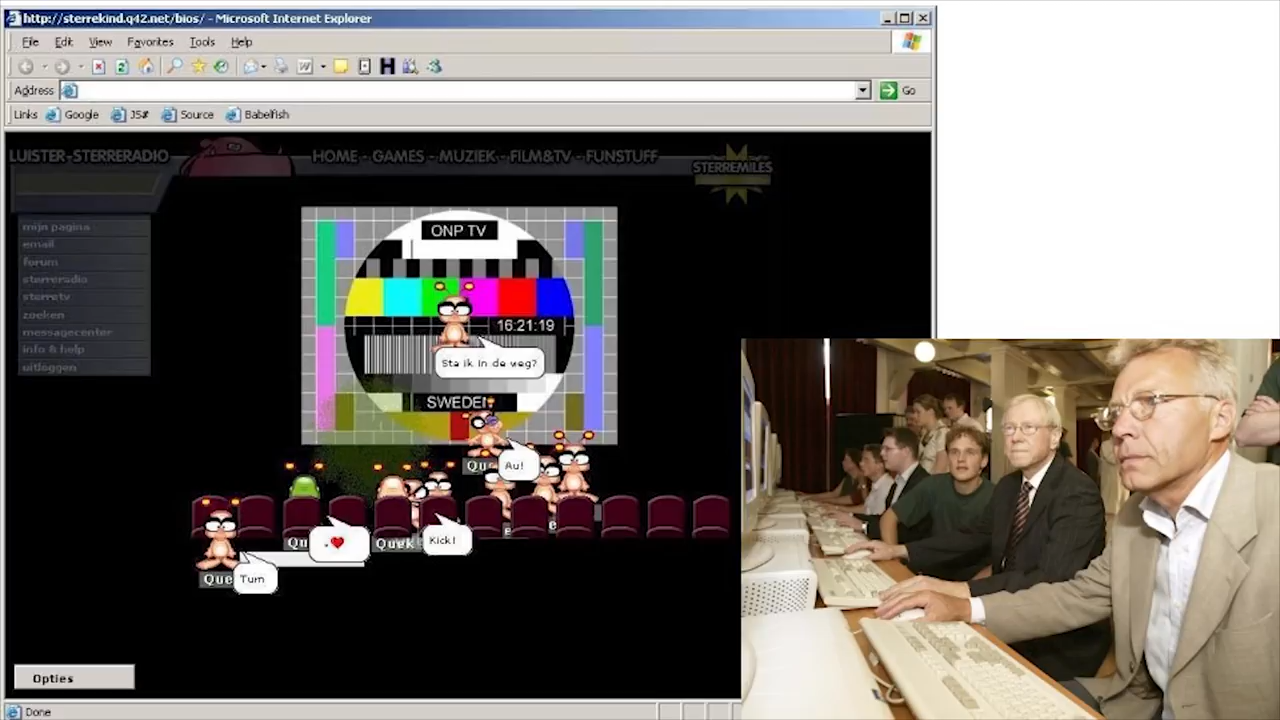 http://sterrekind.q42.net/bios/ - Microsoft Internet Explorer
File Edit View Favorites Tools Help
Address
Go
Links Google JS# Source Babelfish
LUISTER-STERRERADIO
HOME - GAMES - MUZIEK - FILM&TV - FUNSTUFF
STERREMILES
mijn pagina
email
forum
sterreradio
sterretv
zoeken
messagecenter
info & help
uitloggen
ONP TV
16:21:19
Sta ik in de weg?
SWEDEN
Au!
Quek
Kick!
Tum
Opties
Done